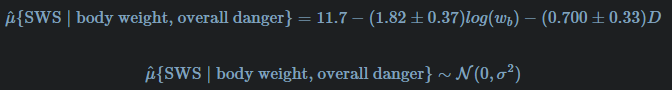 μ̂{SWS | body weight, overall danger} = 11.7 − (1.82 ± 0.37)log(w_b) − (0.700 ± 0.33)D
μ̂{SWS | body weight, overall danger} ∼ 𝒩(0, σ²)